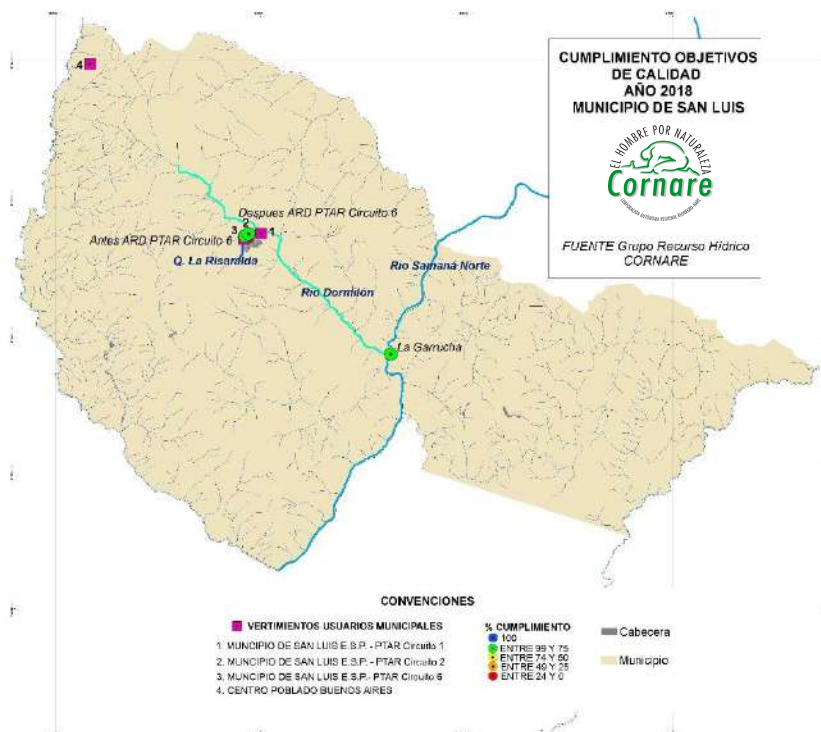 CUMPLIMIENTO OBJETIVOS
DE CALIDAD
AÑO 2018
MUNICIPIO DE SAN LUIS
EL HOMBRE POR NATURALEZA
Cornare
FUENTE Grupo Recurso Hídrico
CORNARE
4
Despues ARD PTAR Circuito 6
2
3
1
Antes ARD PTAR Circuito 6
Q. La Risaralda
Rio Samaná Norte
Rio Dormilón
La Garrucha
CONVENCIONES
VERTIMIENTOS USUARIOS MUNICIPALES
1. MUNCIPIO DE SAN LUIS E.S.P. - PTAR Circuito 1
2. MUNCIPIO DE SAN LUIS E.S.P. - PTAR Circuito 2
3. MUNCIPIO DE SAN LUIS E.S.P.- PTAR Circuito 6
4. CENTRO POBLADO BUENOS AIRES
% CUMPLIMIENTO
100
ENTRE 99 Y 75
ENTRE 74 Y 50
ENTRE 49 Y 25
ENTRE 24 Y 0
Cabecera
Municipio